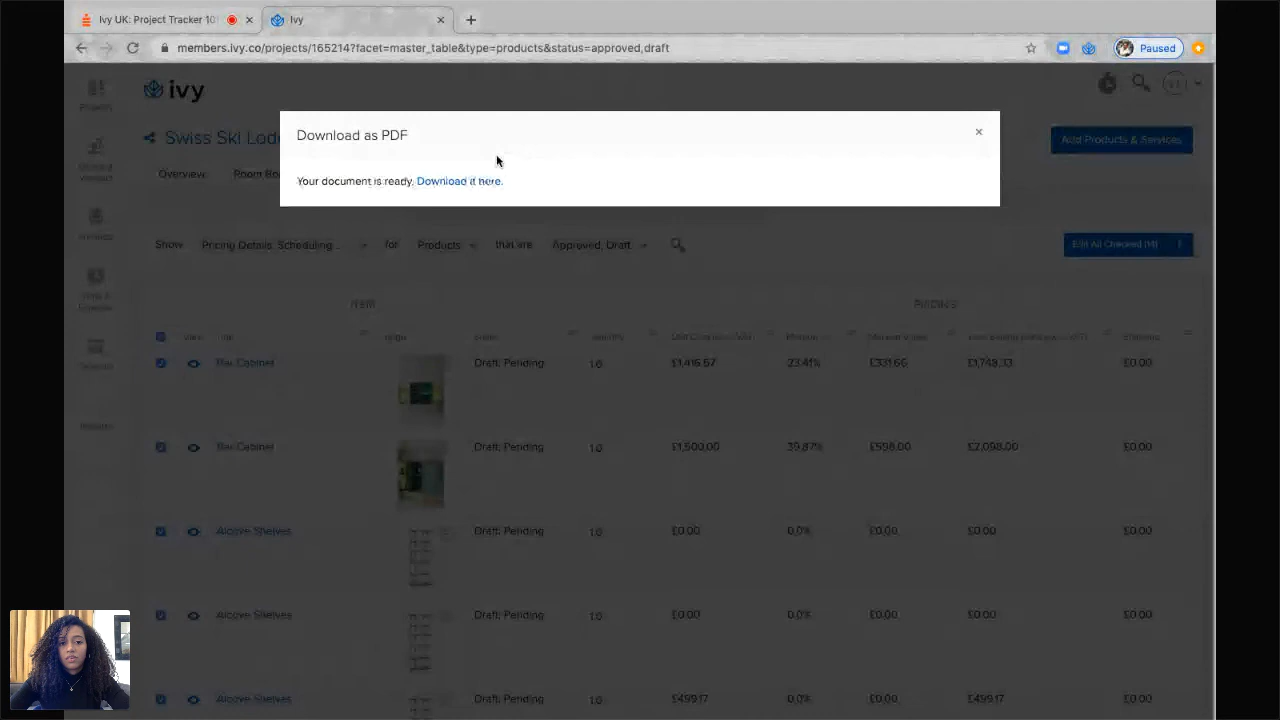 Ivy UK: Project Tracker 10
Ivy
members.ivy.co/projects/165214?facet=master_table&type=products&status=approved,draft
Paused
ivy
Download as PDF
Your document is ready. Download it here.
Swiss Ski Lod
Add Products & Services
Overview
Room Bo
Show Pricing Details, Scheduling... for Products that are Approved, Draft
Edit All Checked (14)
ITEM
PRICING
Bar Cabinet Draft: Pending 1.0 £1,416.67 23.41% £331.66 £1,748.33 £0.00
Bar Cabinet Draft: Pending 1.0 £1,500.00 39.87% £598.00 £2,098.00 £0.00
Alcove Shelves Draft: Pending 1.0 £0.00 0.0% £0.00 £0.00 £0.00
Alcove Shelves Draft: Pending 1.0 £0.00 0.0% £0.00 £0.00 £0.00
Alcove Shelves Draft: Pending 1.0 £499.17 0.0% £0.00 £499.17 £0.00